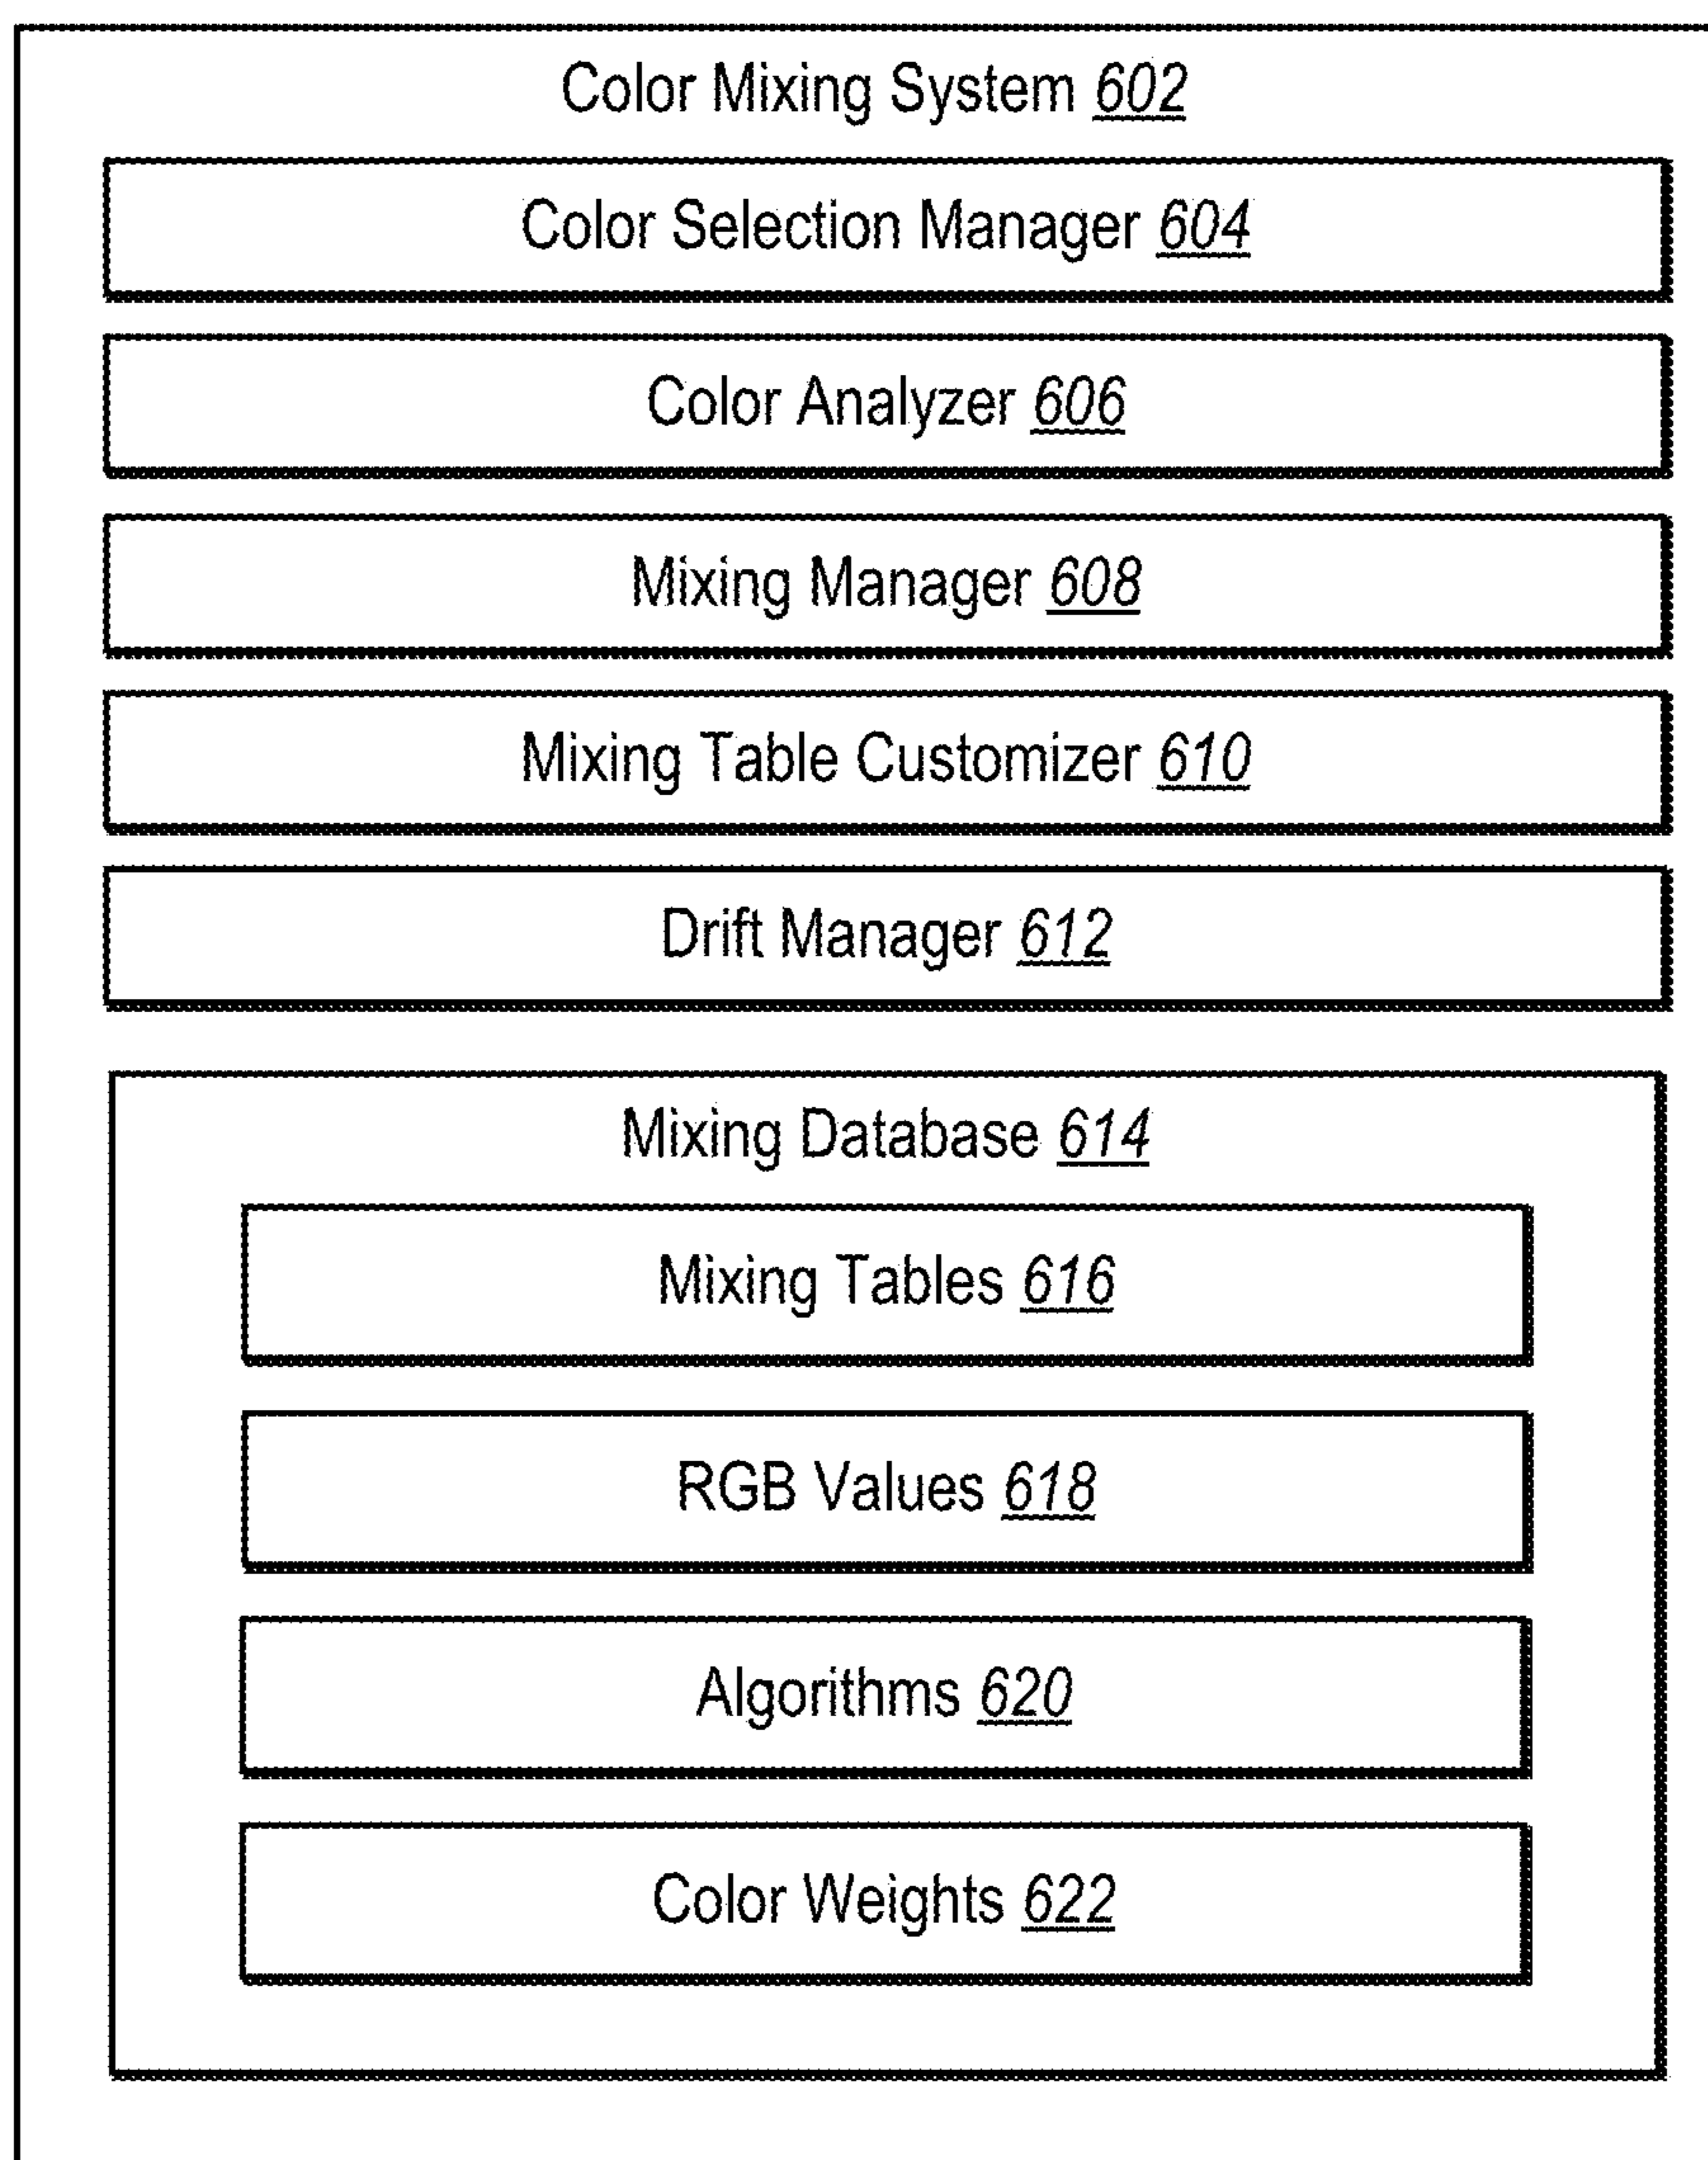 Color Mixing System 602
Color Selection Manager 604
Color Analyzer 606
Mixing Manager 608
Mixing Table Customizer 610
Drift Manager 612
Mixing Database 614
Mixing Tables 616
RGB Values 618
Algorithms 620
Color Weights 622